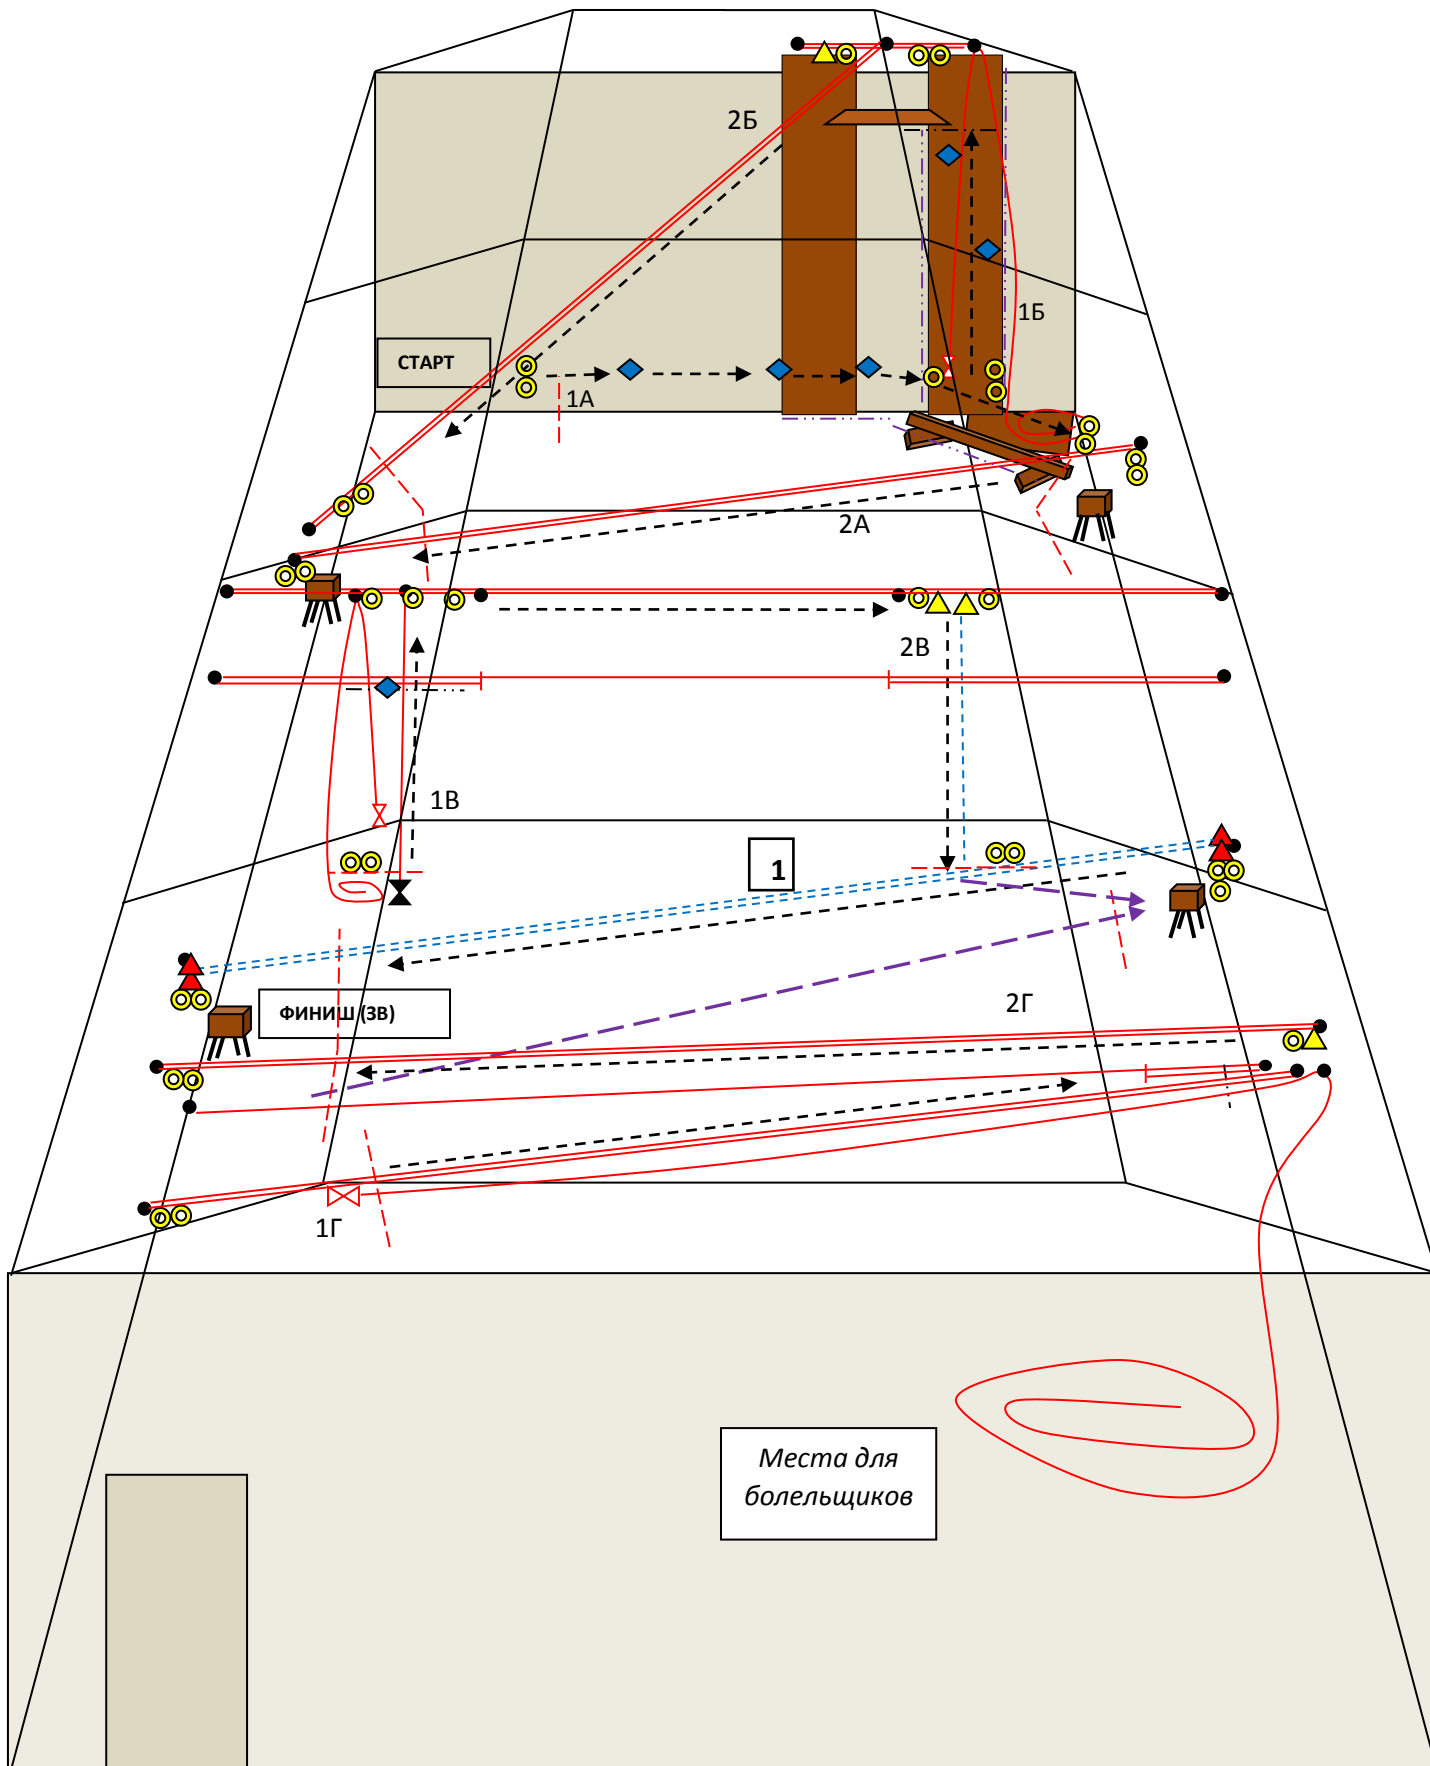 2Б
1Б
СТАРТ
1А
2А
2В
1В
1
2Г
ФИНИШ (3В)
1Г
Места для
болельщиков